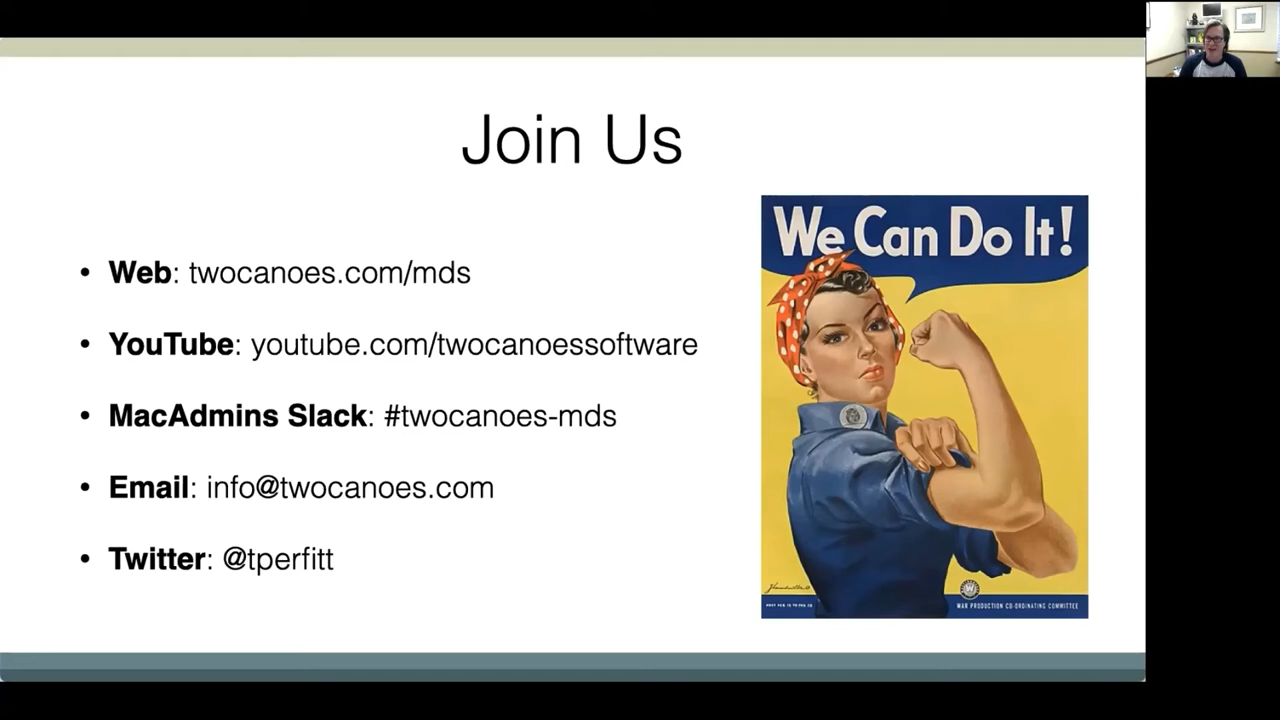 Join Us
• Web: twocanoes.com/mds
• YouTube: youtube.com/twocanoessoftware
• MacAdmins Slack: #twocanoes-mds
• Email: info@twocanoes.com
• Twitter: @tperfitt
We Can Do It!
WAR PRODUCTION CO-ORDINATING COMMITTEE